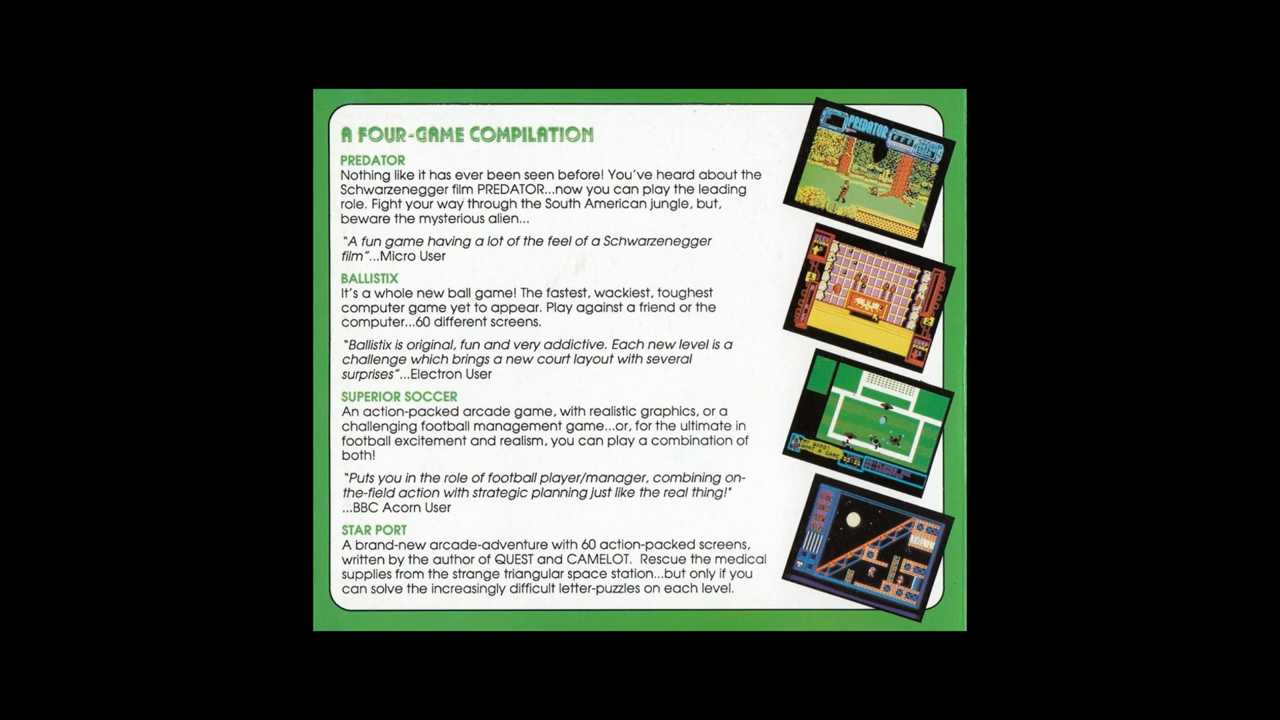 A FOUR-GAME COMPILATION
PREDATOR
Nothing like it has ever been seen before! You've heard about the
Schwarzenegger film PREDATOR...now you can play the leading
role. Fight your way through the South American jungle, but,
beware the mysterious alien...
"A fun game having a lot of the feel of a Schwarzenegger
film"...Micro User
BALLISTIX
It's a whole new ball game! The fastest, wackiest, toughest
computer game yet to appear. Play against a friend or the
computer...60 different screens.
"Ballistix is original, fun and very addictive. Each new level is a
challenge which brings a new court layout with several
surprises"...Electron User
SUPERIOR SOCCER
An action-packed arcade game, with realistic graphics, or a
challenging football management game...or, for the ultimate in
football excitement and realism, you can play a combination of
both!
"Puts you in the role of football player/manager, combining on-
the-field action with strategic planning just like the real thing!"
...BBC Acorn User
STAR PORT
A brand-new arcade-adventure with 60 action-packed screens,
written by the author of QUEST and CAMELOT. Rescue the medical
supplies from the strange triangular space station...but only if you
can solve the increasingly difficult letter-puzzles on each level.
PREDATOR